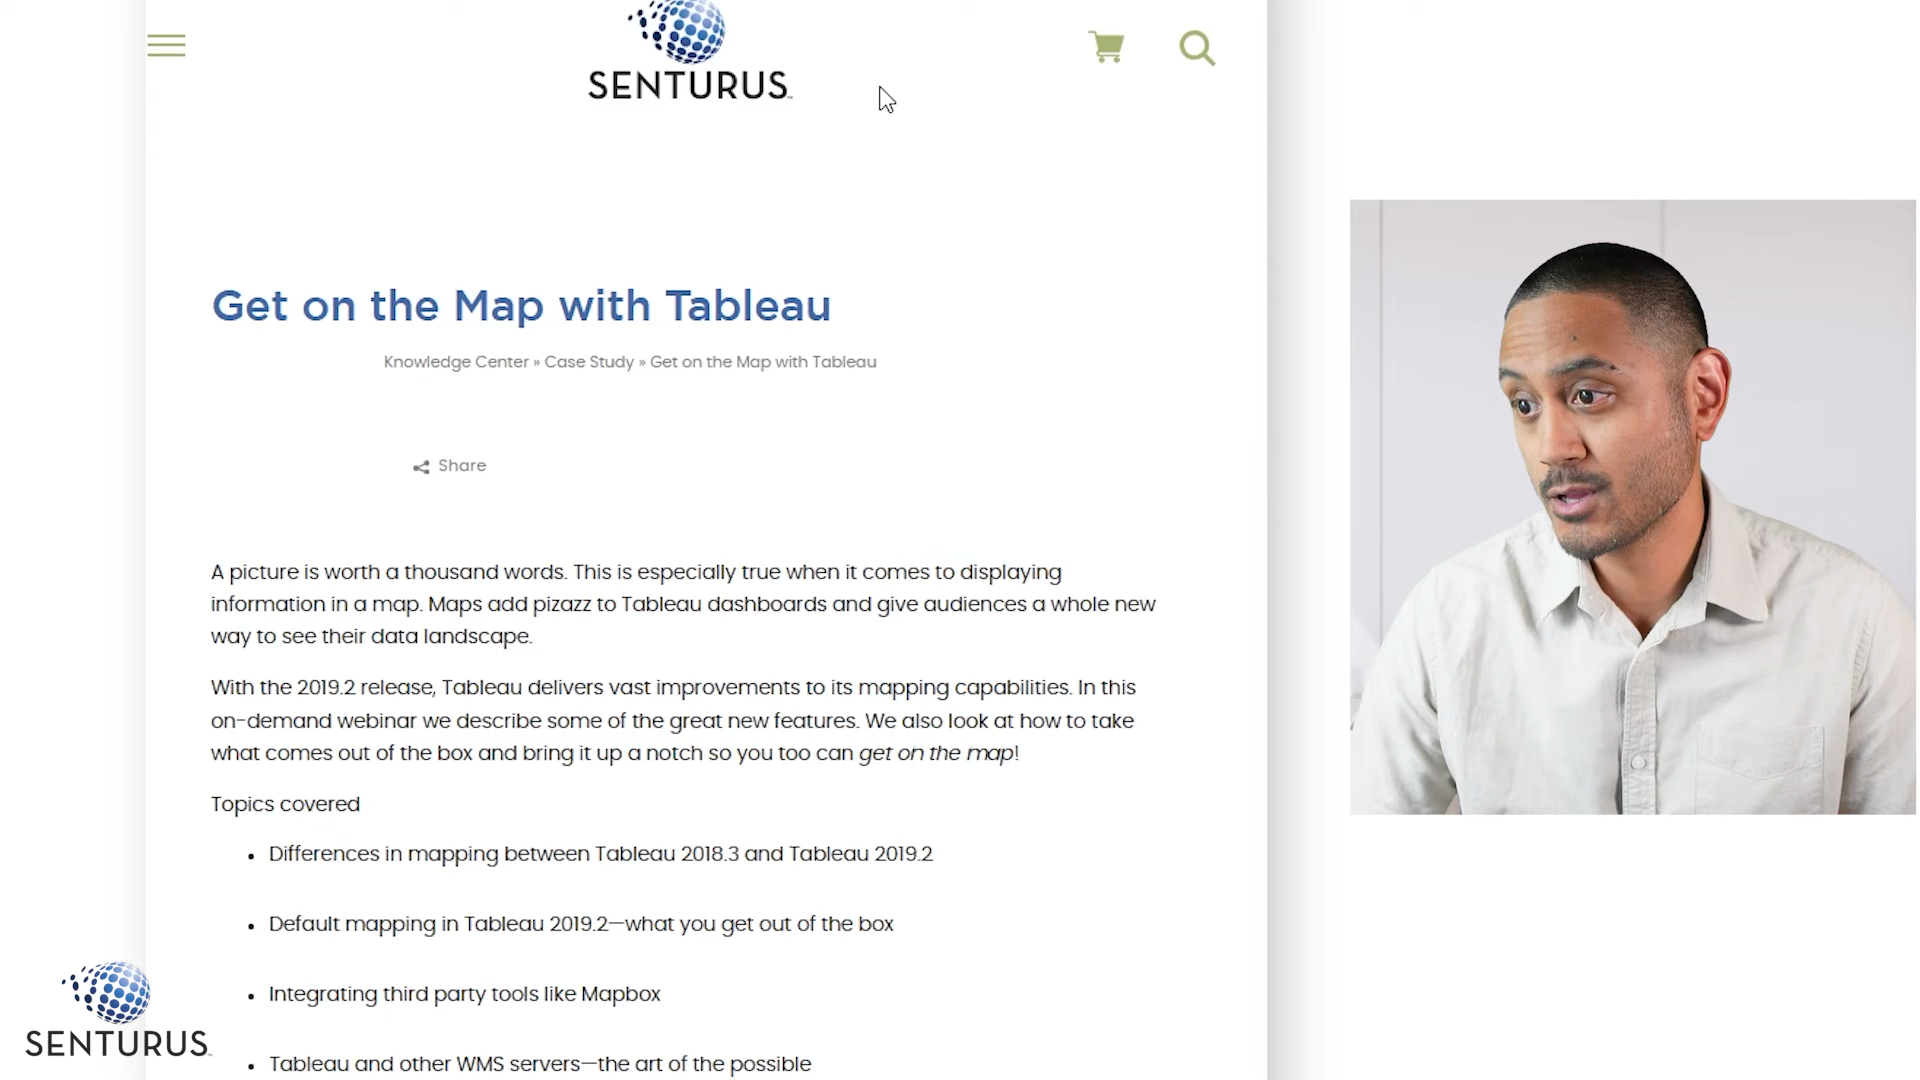 SENTURUS
Get on the Map with Tableau
Knowledge Center » Case Study » Get on the Map with Tableau
Share
A picture is worth a thousand words. This is especially true when it comes to displaying
information in a map. Maps add pizazz to Tableau dashboards and give audiences a whole new
way to see their data landscape.
With the 2019.2 release, Tableau delivers vast improvements to its mapping capabilities. In this
on-demand webinar we describe some of the great new features. We also look at how to take
what comes out of the box and bring it up a notch so you too can get on the map!
Topics covered
• Differences in mapping between Tableau 2018.3 and Tableau 2019.2
• Default mapping in Tableau 2019.2—what you get out of the box
• Integrating third party tools like Mapbox
• Tableau and other WMS servers—the art of the possible
SENTURUS